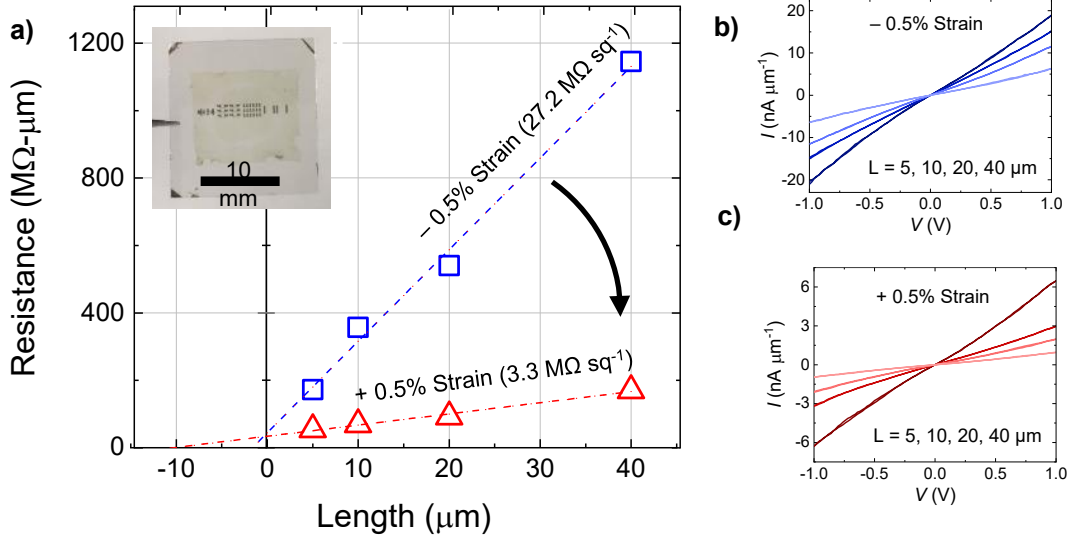 a)
Resistance (MΩ-μm)
1200
800
400
0
-10
0
10
20
30
40
Length (μm)
10
mm
– 0.5% Strain (27.2 MΩ sq⁻¹)
+ 0.5% Strain (3.3 MΩ sq⁻¹)
b)
I (nA μm⁻¹)
20
10
0
-10
-20
– 0.5% Strain
L = 5, 10, 20, 40 μm
-1.0
-0.5
0.0
0.5
1.0
V (V)
c)
I (nA μm⁻¹)
6
3
0
-3
-6
+ 0.5% Strain
L = 5, 10, 20, 40 μm
-1.0
-0.5
0.0
0.5
1.0
V (V)